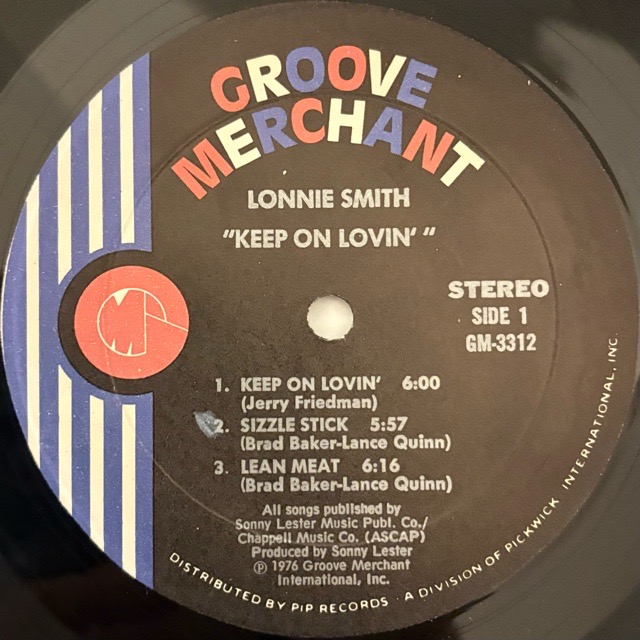 GROOVE
MERCHANT
LONNIE SMITH
"KEEP ON LOVIN' "
STEREO
SIDE 1
GM-3312
1. KEEP ON LOVIN' 6:00
(Jerry Friedman)
2. SIZZLE STICK 5:57
(Brad Baker-Lance Quinn)
3. LEAN MEAT 6:16
(Brad Baker-Lance Quinn)
All songs published by
Sonny Lester Music Publ. Co./
Chappell Music Co. (ASCAP)
Produced by Sonny Lester
℗ 1976 Groove Merchant
International, Inc.
DISTRIBUTED BY PIP RECORDS · A DIVISION OF PICKWICK INTERNATIONAL, INC.